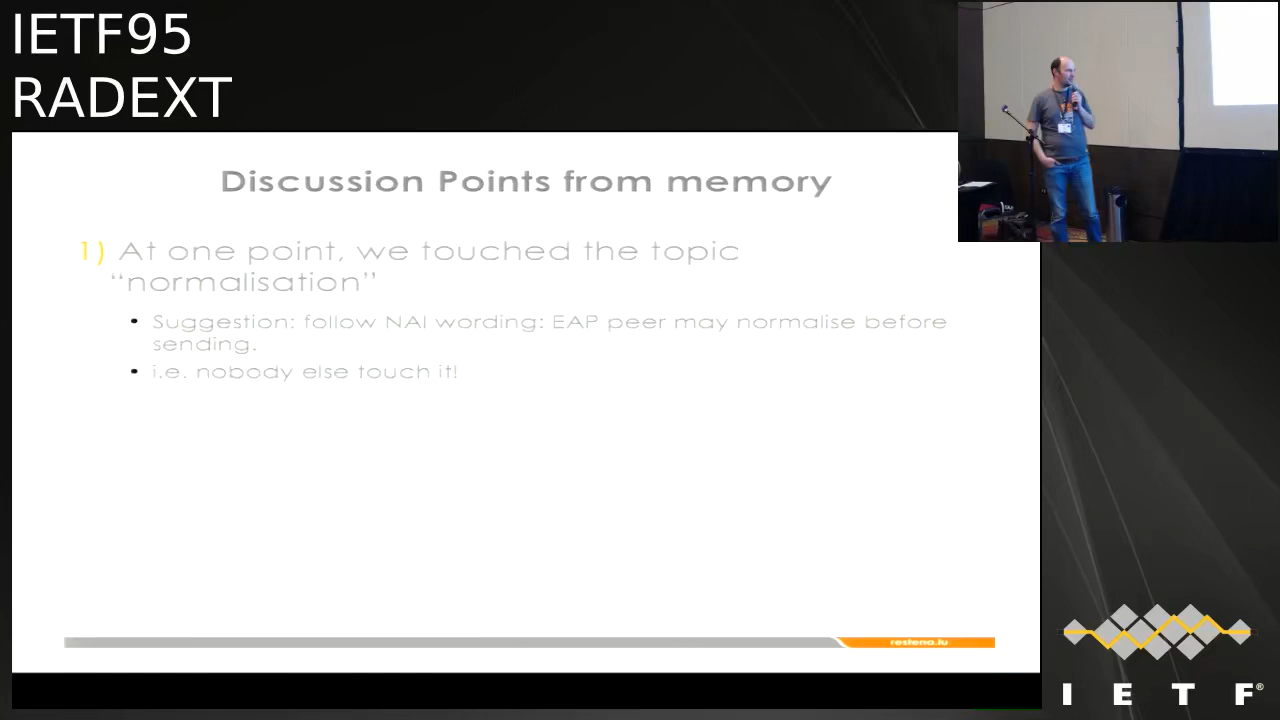 IETF95
RADEXT
Discussion Points from memory
1) At one point, we touched the topic
“normalisation”
• Suggestion: follow NAI wording: EAP peer may normalise before
sending.
• i.e. nobody else touch it!
restena.lu
I E T F®